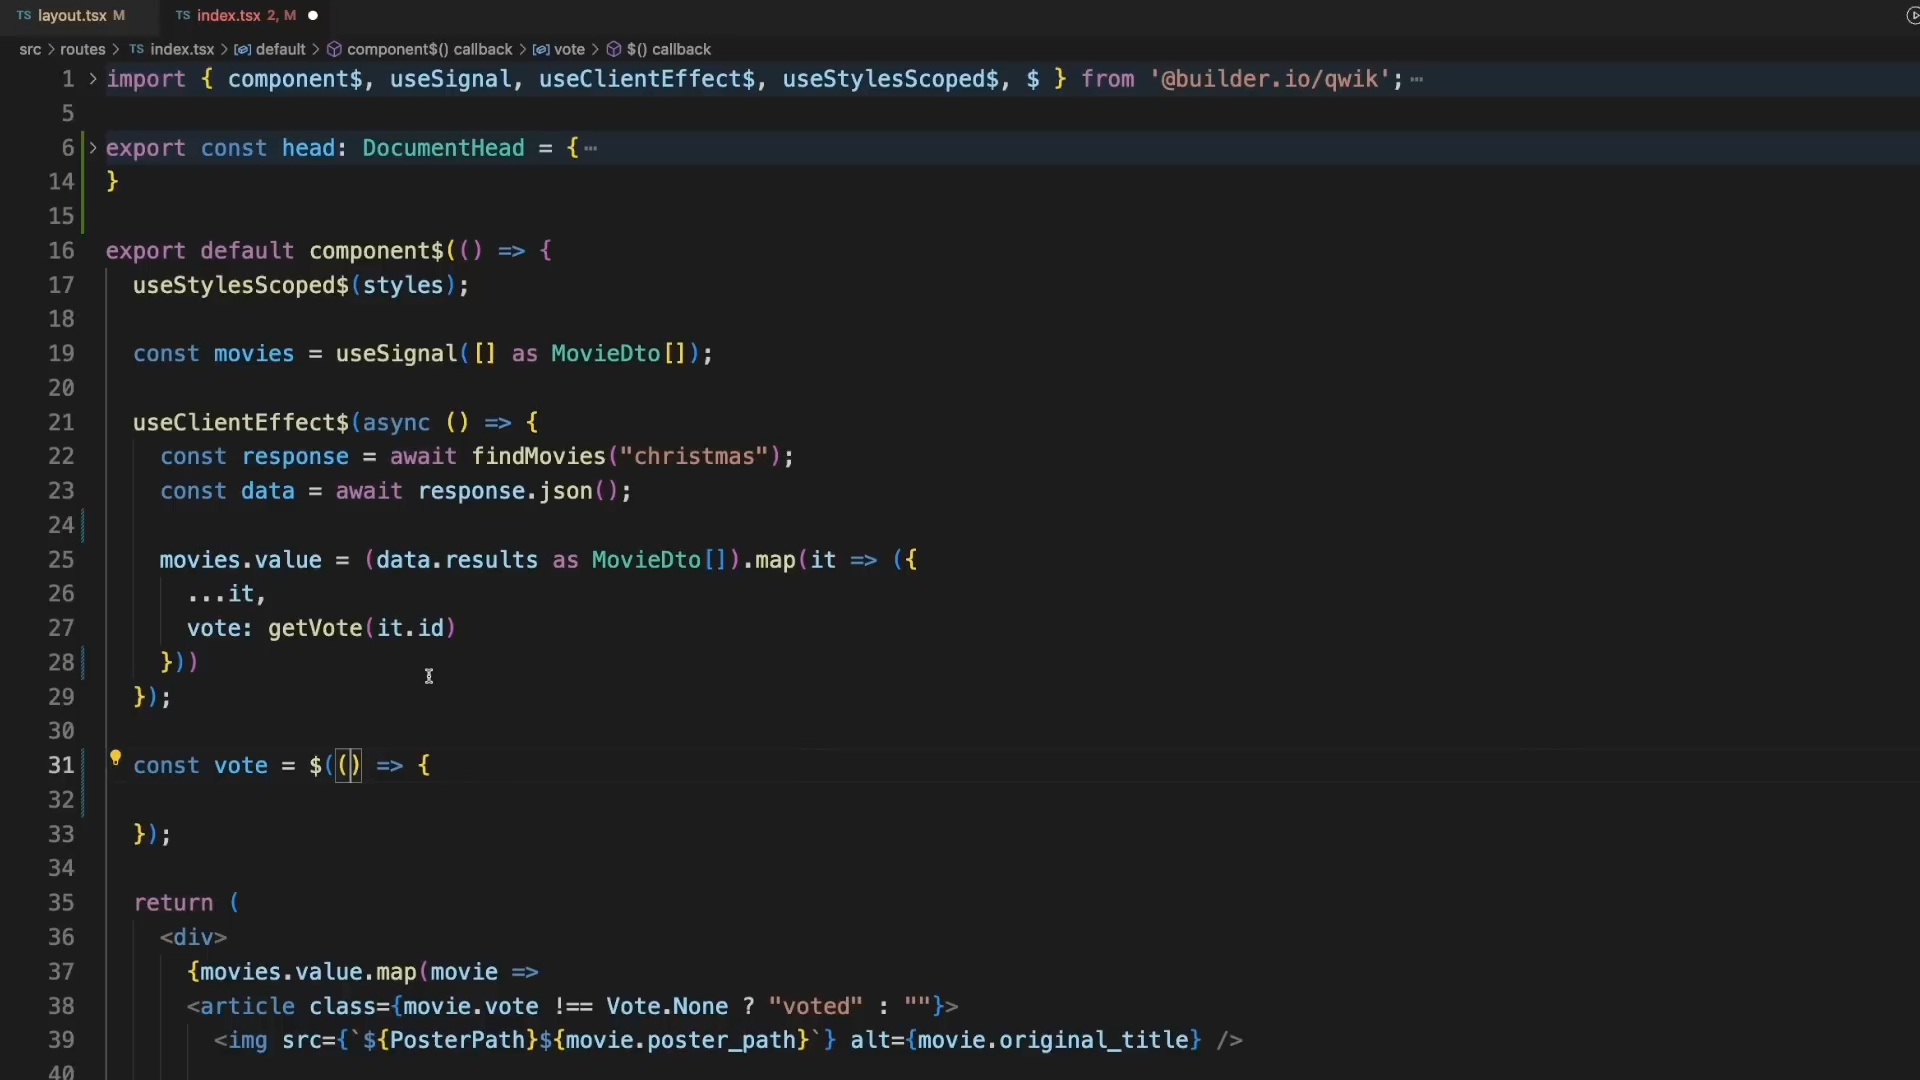 TS layout.tsx M TS index.tsx 2, M
src > routes > TS index.tsx > default > component$() callback > vote > $() callback
1 import { component$, useSignal, useClientEffect$, useStylesScoped$, $ } from '@builder.io/qwik';
5
6 export const head: DocumentHead = {
14 }
15
16 export default component$(() => {
17 useStylesScoped$(styles);
18
19 const movies = useSignal([] as MovieDto[]);
20
21 useClientEffect$(async () => {
22 const response = await findMovies("christmas");
23 const data = await response.json();
24
25 movies.value = (data.results as MovieDto[]).map(it => ({
26 ...it,
27 vote: getVote(it.id)
28 }))
29 });
30
31 const vote = $(() => {
32
33 });
34
35 return (
36 <div>
37 {movies.value.map(movie =>
38 <article class={movie.vote !== Vote.None ? "voted" : ""}>
39 <img src={`${PosterPath}${movie.poster_path}`} alt={movie.original_title} />
40